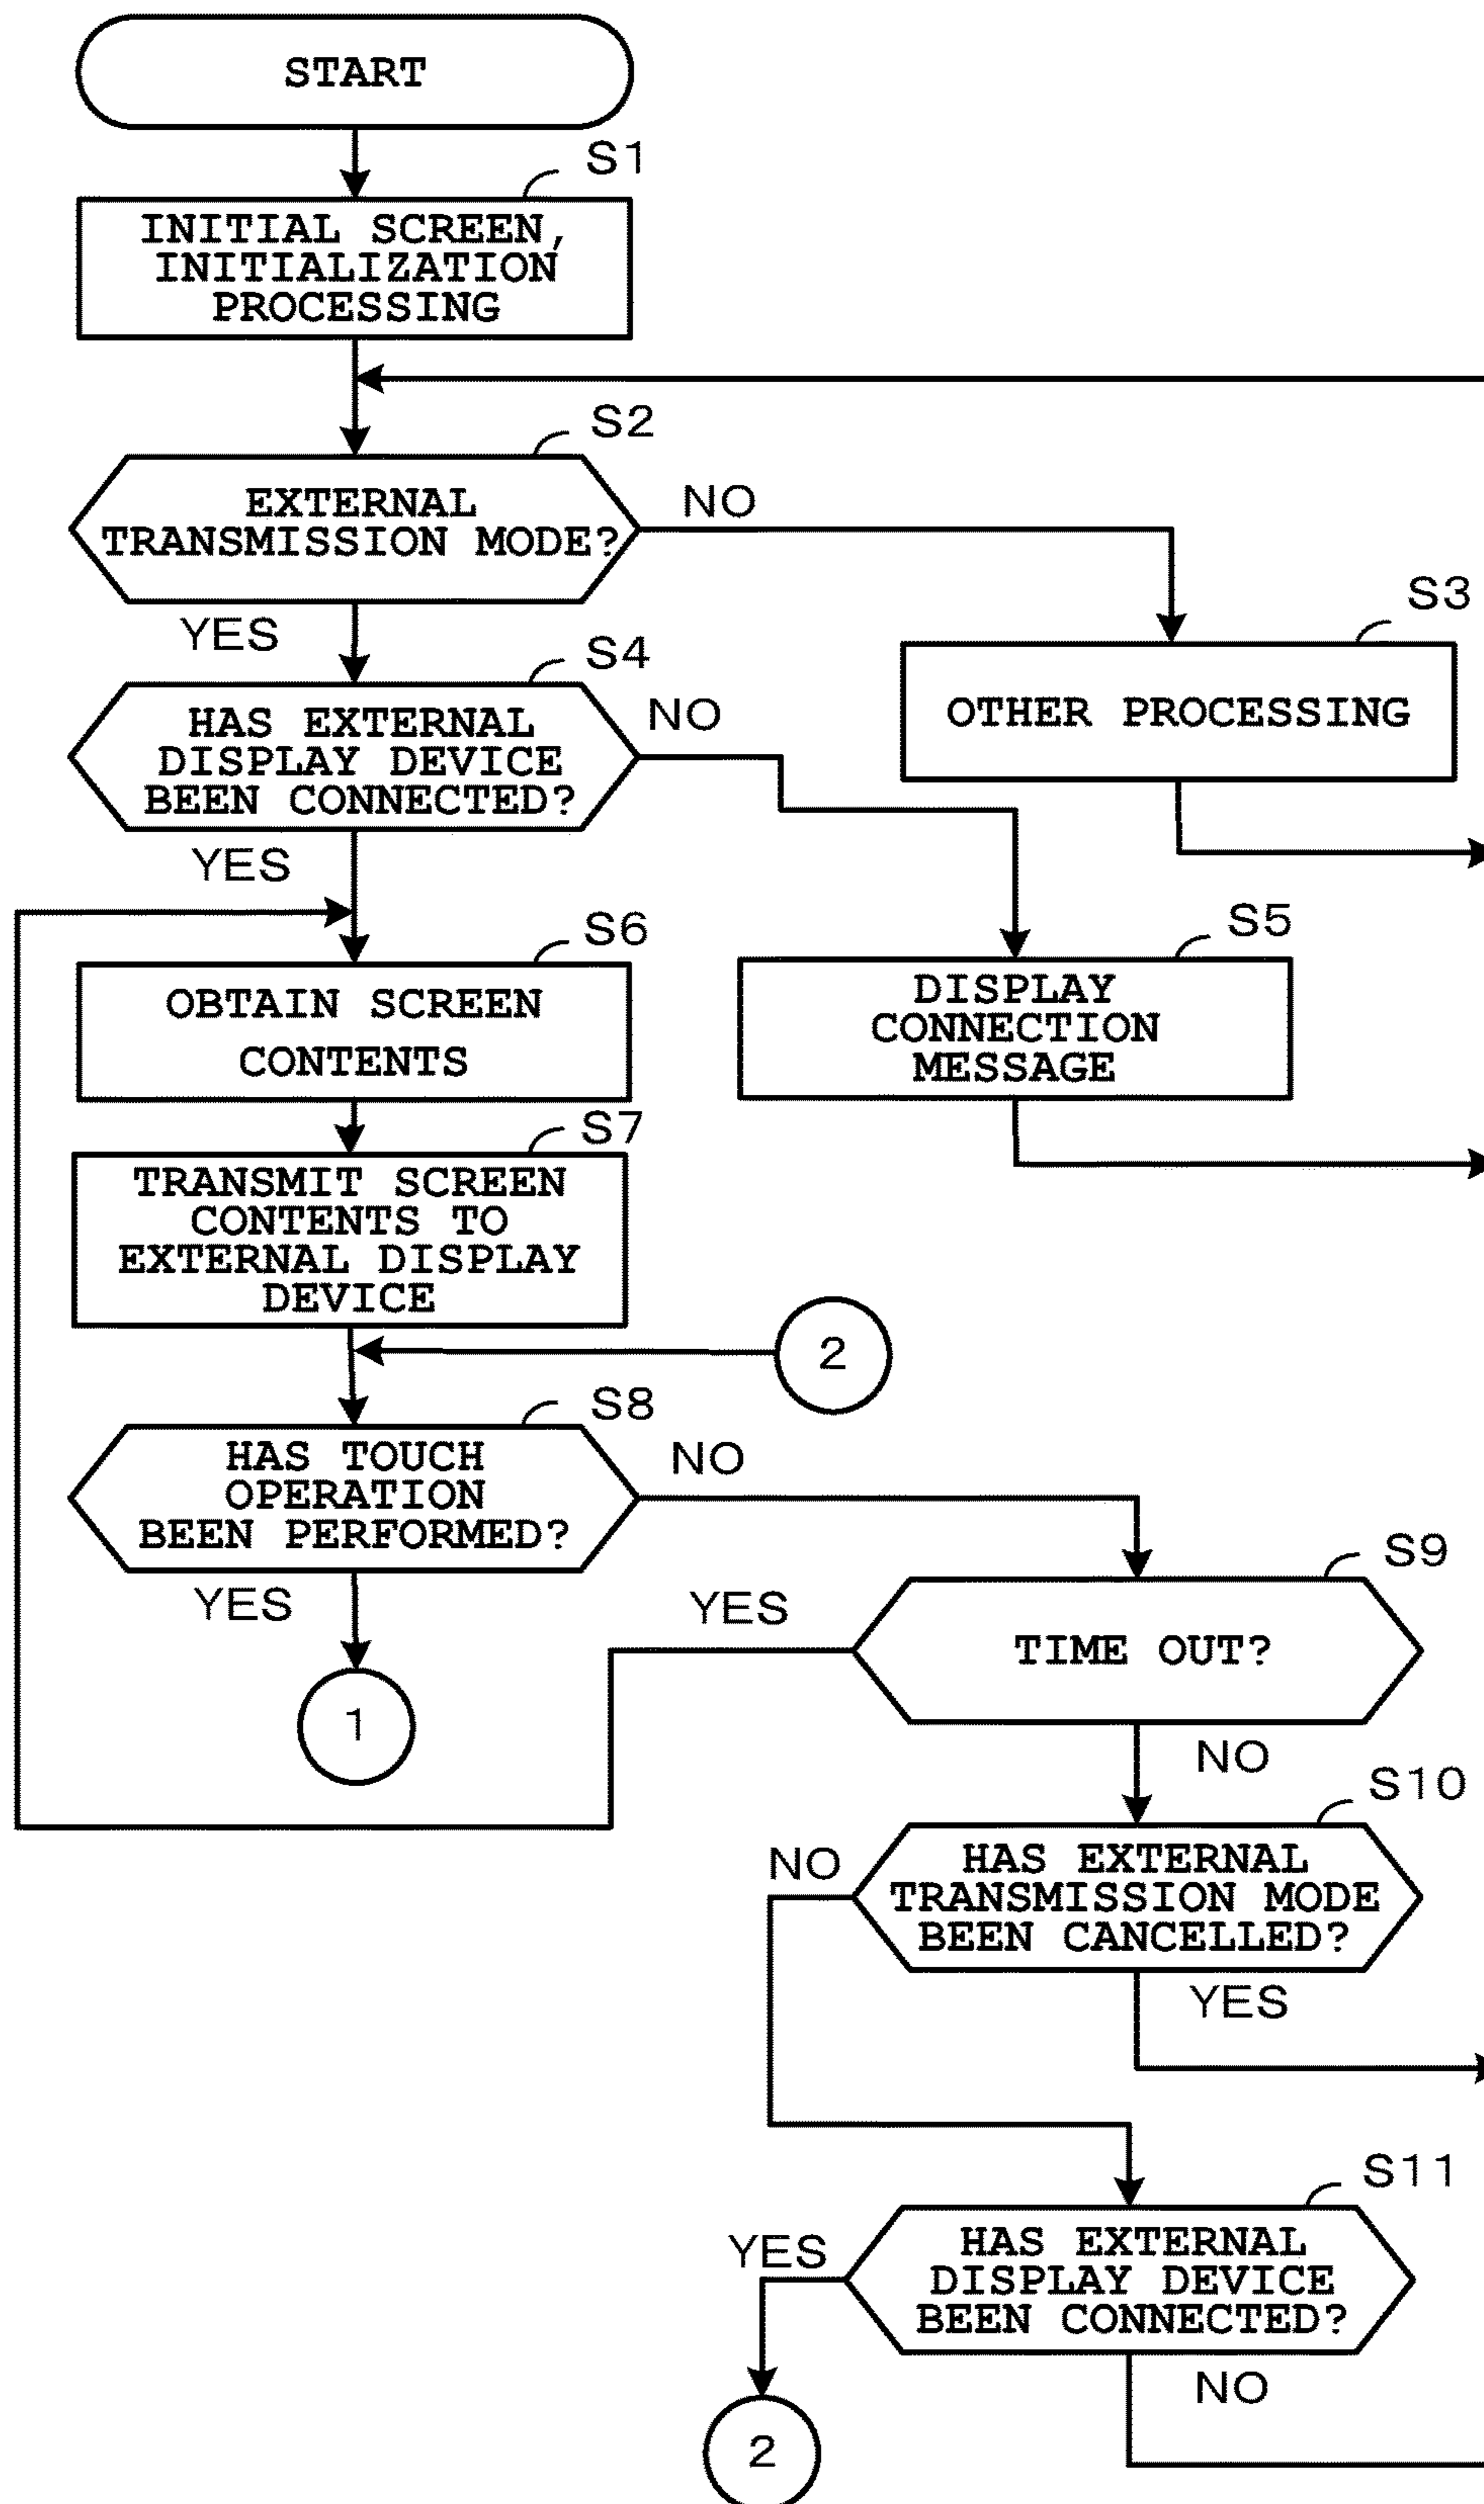 START
S1
INITIAL SCREEN,
INITIALIZATION
PROCESSING
S2
EXTERNAL
TRANSMISSION MODE?
NO
YES
S3
OTHER PROCESSING
S4
HAS EXTERNAL
DISPLAY DEVICE
BEEN CONNECTED?
NO
YES
S5
DISPLAY
CONNECTION
MESSAGE
S6
OBTAIN SCREEN
CONTENTS
S7
TRANSMIT SCREEN
CONTENTS TO
EXTERNAL DISPLAY
DEVICE
2
S8
HAS TOUCH
OPERATION
BEEN PERFORMED?
NO
YES
1
S9
TIME OUT?
YES
NO
S10
HAS EXTERNAL
TRANSMISSION MODE
BEEN CANCELLED?
NO
YES
S11
HAS EXTERNAL
DISPLAY DEVICE
BEEN CONNECTED?
YES
NO
2